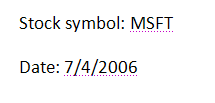 Stock symbol: MSFT
Date: 7/4/2006